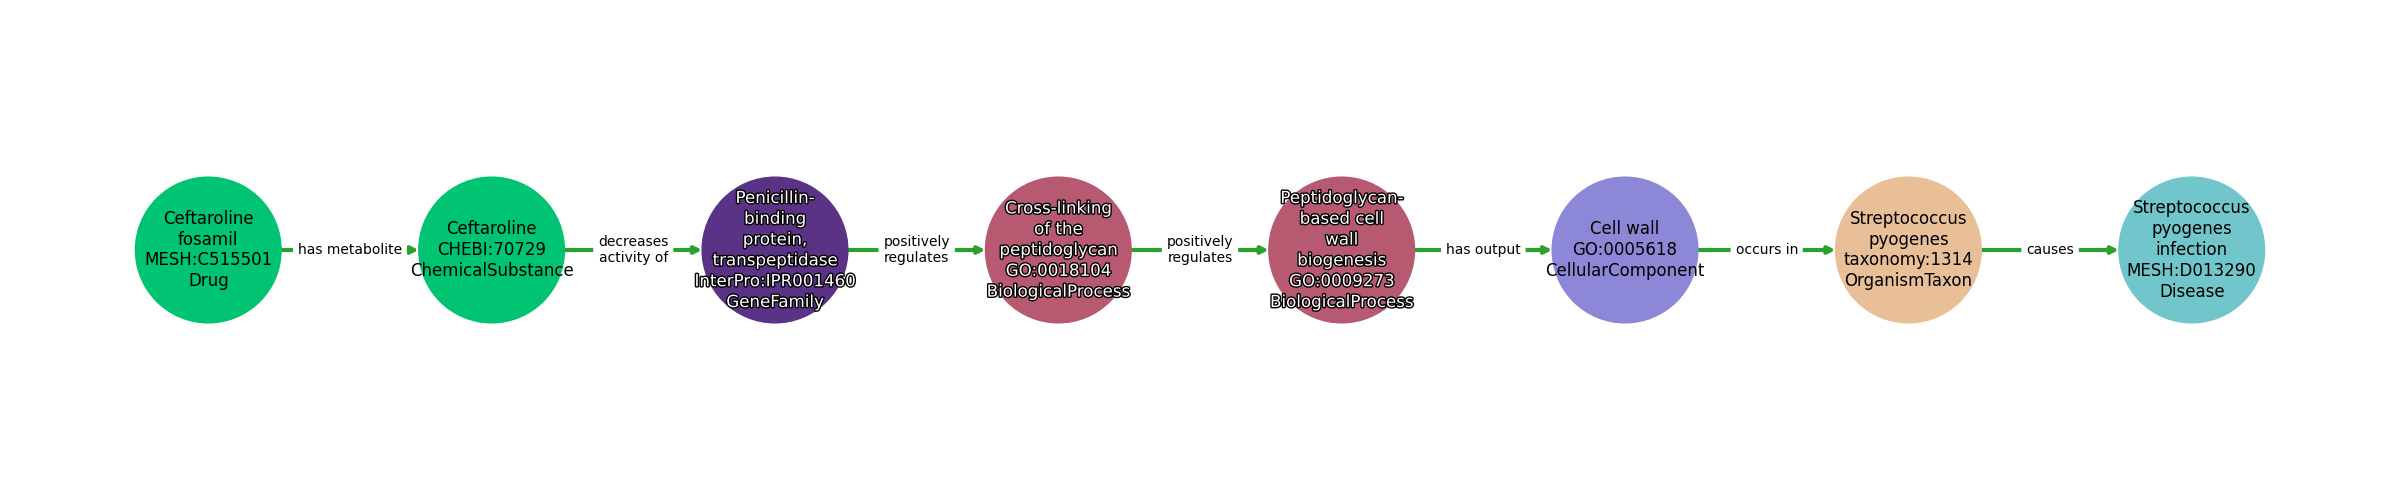 Ceftaroline
fosamil
MESH:C515501
Drug
has metabolite
Ceftaroline
CHEBI:70729
ChemicalSubstance
decreases
activity of
Penicillin-
binding
protein,
transpeptidase
InterPro:IPR001460
GeneFamily
positively
regulates
Cross-linking
of the
peptidoglycan
GO:0018104
BiologicalProcess
positively
regulates
Peptidoglycan-
based cell
wall
biogenesis
GO:0009273
BiologicalProcess
has output
Cell wall
GO:0005618
CellularComponent
occurs in
Streptococcus
pyogenes
taxonomy:1314
OrganismTaxon
causes
Streptococcus
pyogenes
infection
MESH:D013290
Disease